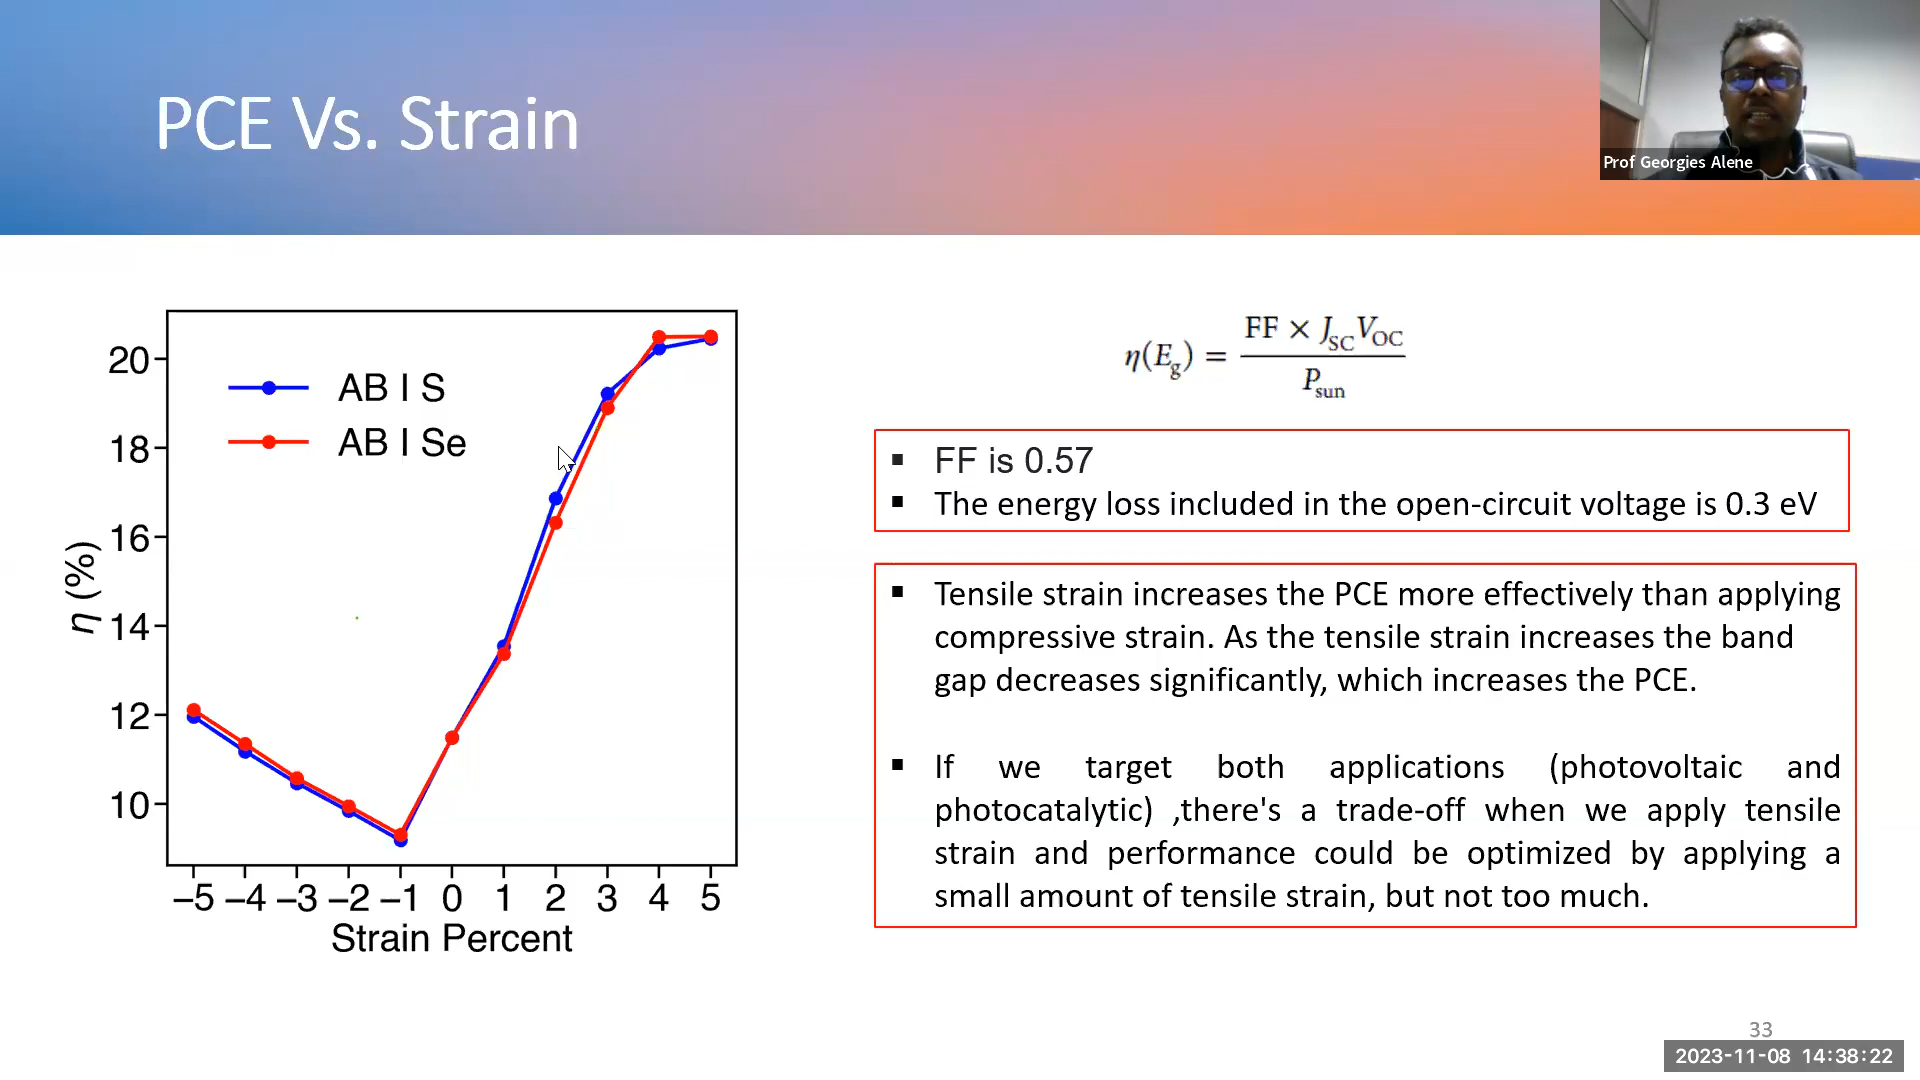 PCE Vs. Strain
Prof Georgies Alene
20
18
16
14
12
10
η (%)
AB I S
AB I Se
−5 −4 −3 −2 −1 0 1 2 3 4 5
Strain Percent
η(Eg) = FF × JSC VOC / Psun
▪ FF is 0.57
▪ The energy loss included in the open-circuit voltage is 0.3 eV
▪ Tensile strain increases the PCE more effectively than applying
compressive strain. As the tensile strain increases the band
gap decreases significantly, which increases the PCE.
▪ If we target both applications (photovoltaic and
photocatalytic) ,there's a trade-off when we apply tensile
strain and performance could be optimized by applying a
small amount of tensile strain, but not too much.
33
2023-11-08 14:38:22